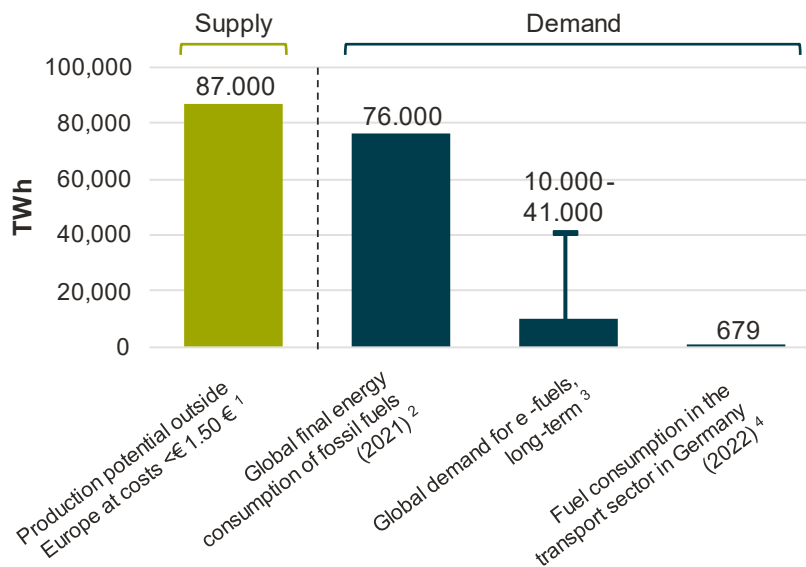 Supply
Demand
100,000
80,000
60,000
40,000
20,000
0
TWh
87.000
76.000
10.000-
41.000
679
Production potential outside
Europe at costs <€ 1.50 € 1
Global final energy
consumption of fossil fuels
(2021) 2
Global demand for e -fuels,
long-term 3
Fuel consumption in the
transport sector in Germany
(2022) 4